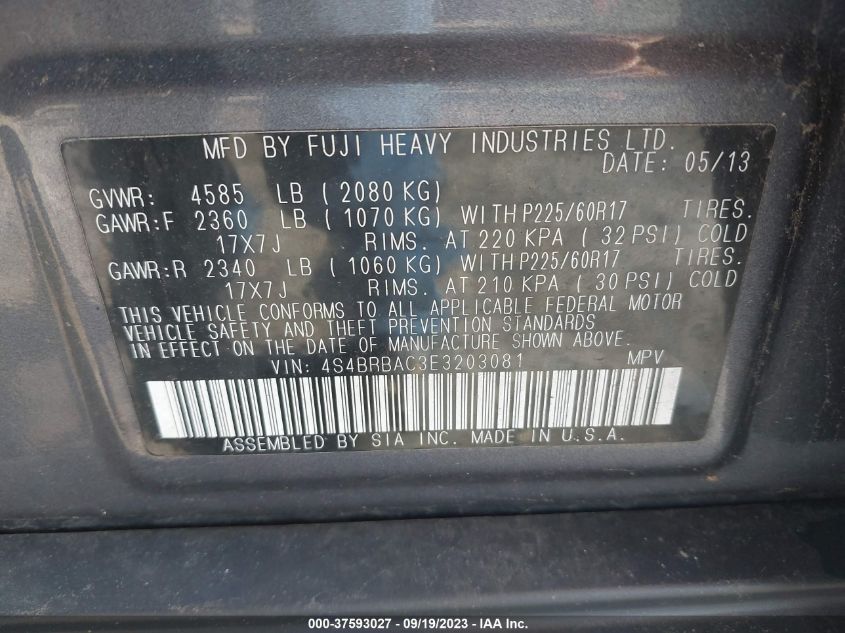 MFD BY FUJI HEAVY INDUSTRIES LTD.
DATE: 05/13
GVWR: 4585 LB ( 2080 KG)
GAWR:F 2360 LB ( 1070 KG) WITH P225/60R17 TIRES.
17X7J RIMS. AT 220 KPA ( 32 PSI) COLD
GAWR:R 2340 LB ( 1060 KG) WITH P225/60R17 TIRES.
17X7J RIMS. AT 210 KPA ( 30 PSI) COLD
THIS VEHICLE CONFORMS TO ALL APPLICABLE FEDERAL MOTOR
VEHICLE SAFETY AND THEFT PREVENTION STANDARDS
IN EFFECT ON THE DATE OF MANUFACTURE SHOWN ABOVE.
VIN: 4S4BRBAC3E3203081 MPV
ASSEMBLED BY SIA INC. MADE IN U.S.A.
000-37593027 - 09/19/2023 - IAA Inc.